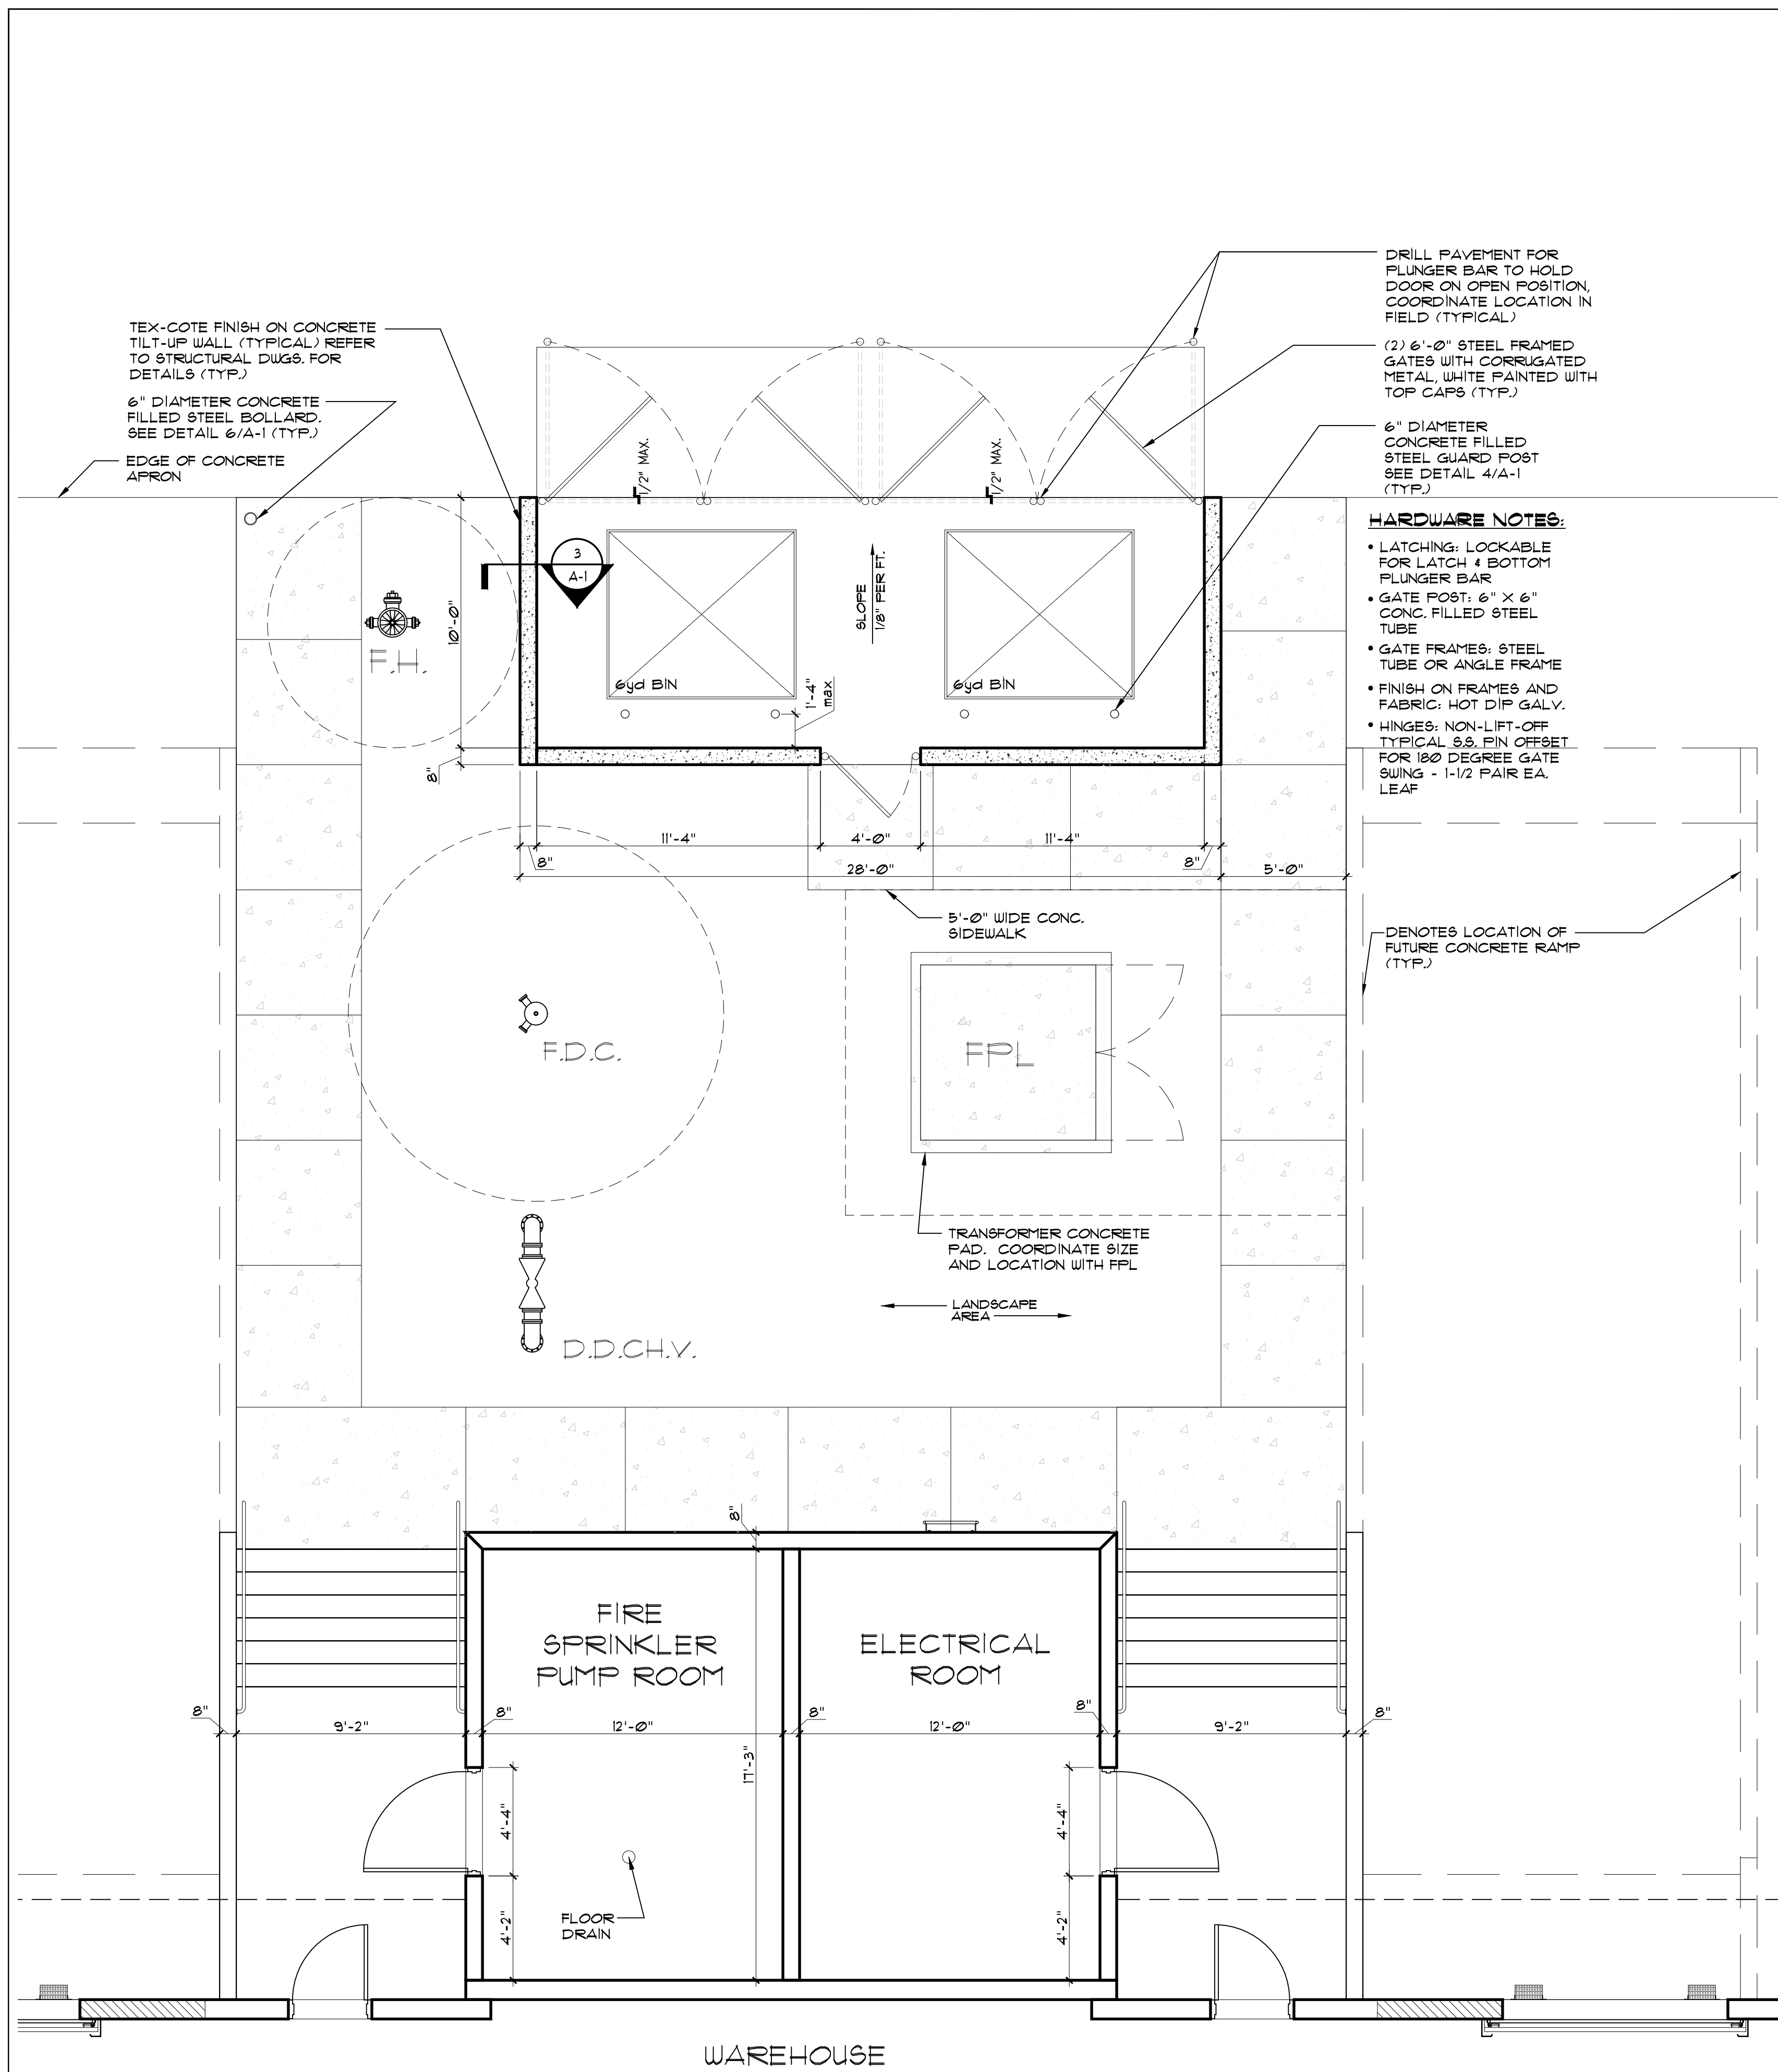 DRILL PAVEMENT FOR
PLUNGER BAR TO HOLD
DOOR ON OPEN POSITION,
COORDINATE LOCATION IN
FIELD (TYPICAL)
TEX-COTE FINISH ON CONCRETE
TILT-UP WALL (TYPICAL) REFER
TO STRUCTURAL DWGS. FOR
DETAILS (TYP.)
(2) 6'-0" STEEL FRAMED
GATES WITH CORRUGATED
METAL, WHITE PAINTED WITH
TOP CAPS (TYP.)
6" DIAMETER CONCRETE
FILLED STEEL BOLLARD.
SEE DETAIL 6/A-1 (TYP.)
6" DIAMETER
CONCRETE FILLED
STEEL GUARD POST
SEE DETAIL 4/A-1
(TYP.)
EDGE OF CONCRETE
APRON
1/2" MAX.
1/2" MAX.
HARDWARE NOTES:
• LATCHING: LOCKABLE
FOR LATCH & BOTTOM
PLUNGER BAR
• GATE POST: 6" X 6"
CONC. FILLED STEEL
TUBE
• GATE FRAMES: STEEL
TUBE OR ANGLE FRAME
• FINISH ON FRAMES AND
FABRIC: HOT DIP GALV.
• HINGES: NON-LIFT-OFF
TYPICAL S.S. PIN OFFSET
FOR 180 DEGREE GATE
SWING - 1-1/2 PAIR EA.
LEAF
3
A-1
SLOPE
1/8" PER FT.
10'-0"
F.H.
6yd BIN
6yd BIN
1'-4"
max
8"
11'-4"
4'-0"
11'-4"
8"
8"
28'-0"
5'-0"
5'-0" WIDE CONC.
SIDEWALK
DENOTES LOCATION OF
FUTURE CONCRETE RAMP
(TYP.)
F.D.C.
FPL
TRANSFORMER CONCRETE
PAD. COORDINATE SIZE
AND LOCATION WITH FPL
LANDSCAPE
AREA
D.D.CH.V.
8"
FIRE
SPRINKLER
PUMP ROOM
ELECTRICAL
ROOM
8"
9'-2"
8"
12'-0"
8"
12'-0"
8"
9'-2"
8"
17'-3"
4'-4"
4'-4"
4'-2"
4'-2"
FLOOR
DRAIN
WAREHOUSE